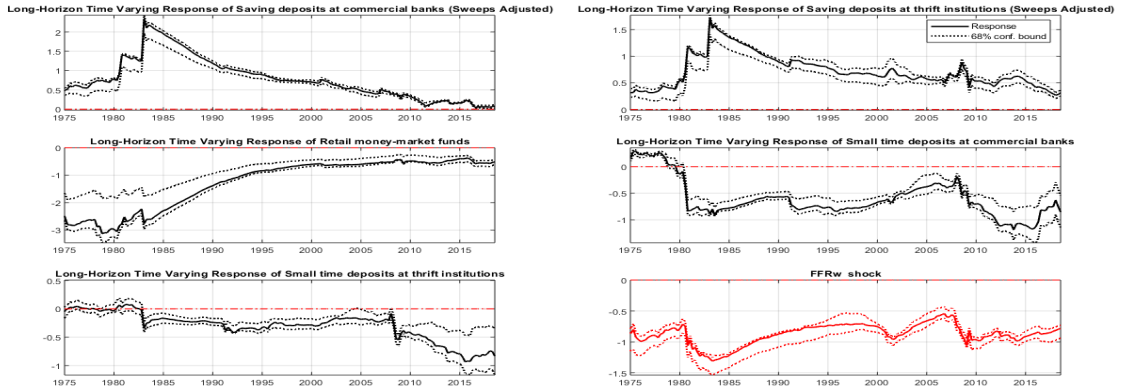 Long-Horizon Time Varying Response of Saving deposits at commercial banks (Sweeps Adjusted)
2
1.5
1
0.5
0
1975 1980 1985 1990 1995 2000 2005 2010 2015
Long-Horizon Time Varying Response of Saving deposits at thrift institutions (Sweeps Adjusted)
Response
68% conf. bound
1.5
1
0.5
0
1975 1980 1985 1990 1995 2000 2005 2010 2015
Long-Horizon Time Varying Response of Retail money-market funds
0
-1
-2
-3
1975 1980 1985 1990 1995 2000 2005 2010 2015
Long-Horizon Time Varying Response of Small time deposits at commercial banks
0
-0.5
-1
1975 1980 1985 1990 1995 2000 2005 2010 2015
Long-Horizon Time Varying Response of Small time deposits at thrift institutions
0.5
0
-0.5
-1
1975 1980 1985 1990 1995 2000 2005 2010 2015
FFRw shock
0
-0.5
-1
-1.5
1975 1980 1985 1990 1995 2000 2005 2010 2015